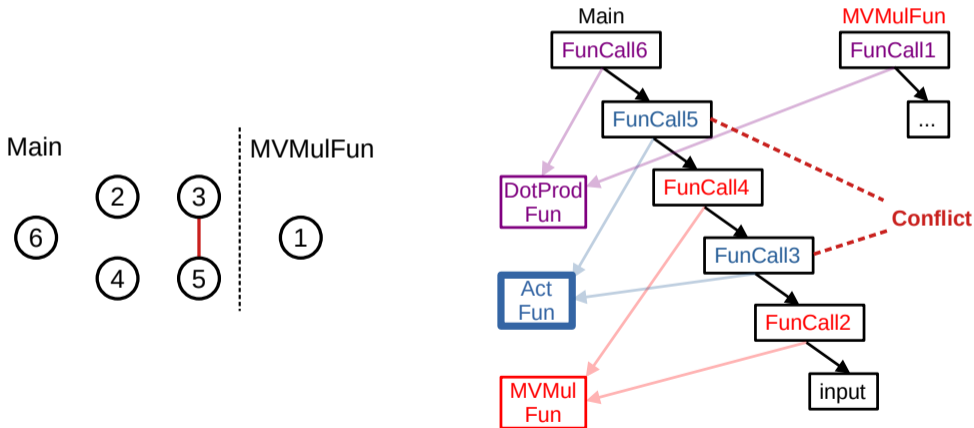 Main
MVMulFun
2
3
6
1
4
5
Main
MVMulFun
FunCall6
FunCall1
FunCall5
...
DotProd
Fun
FunCall4
Conflict
FunCall3
Act
Fun
FunCall2
MVMul
Fun
input